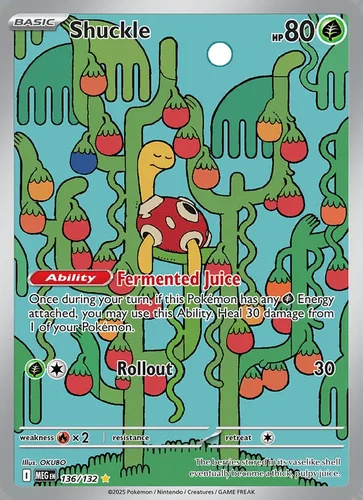 BASIC
Shuckle
HP 80
Ability Fermented Juice
Once during your turn, if this Pokémon has any Energy
attached, you may use this Ability. Heal 30 damage from
1 of your Pokémon.
Rollout 30
weakness × 2 resistance retreat
Illus. OKUBO
I MEG EN 136/132
The berries stored in its vaselike shell
eventually become a thick, pulpy juice.
©2025 Pokémon / Nintendo / Creatures / GAME FREAK